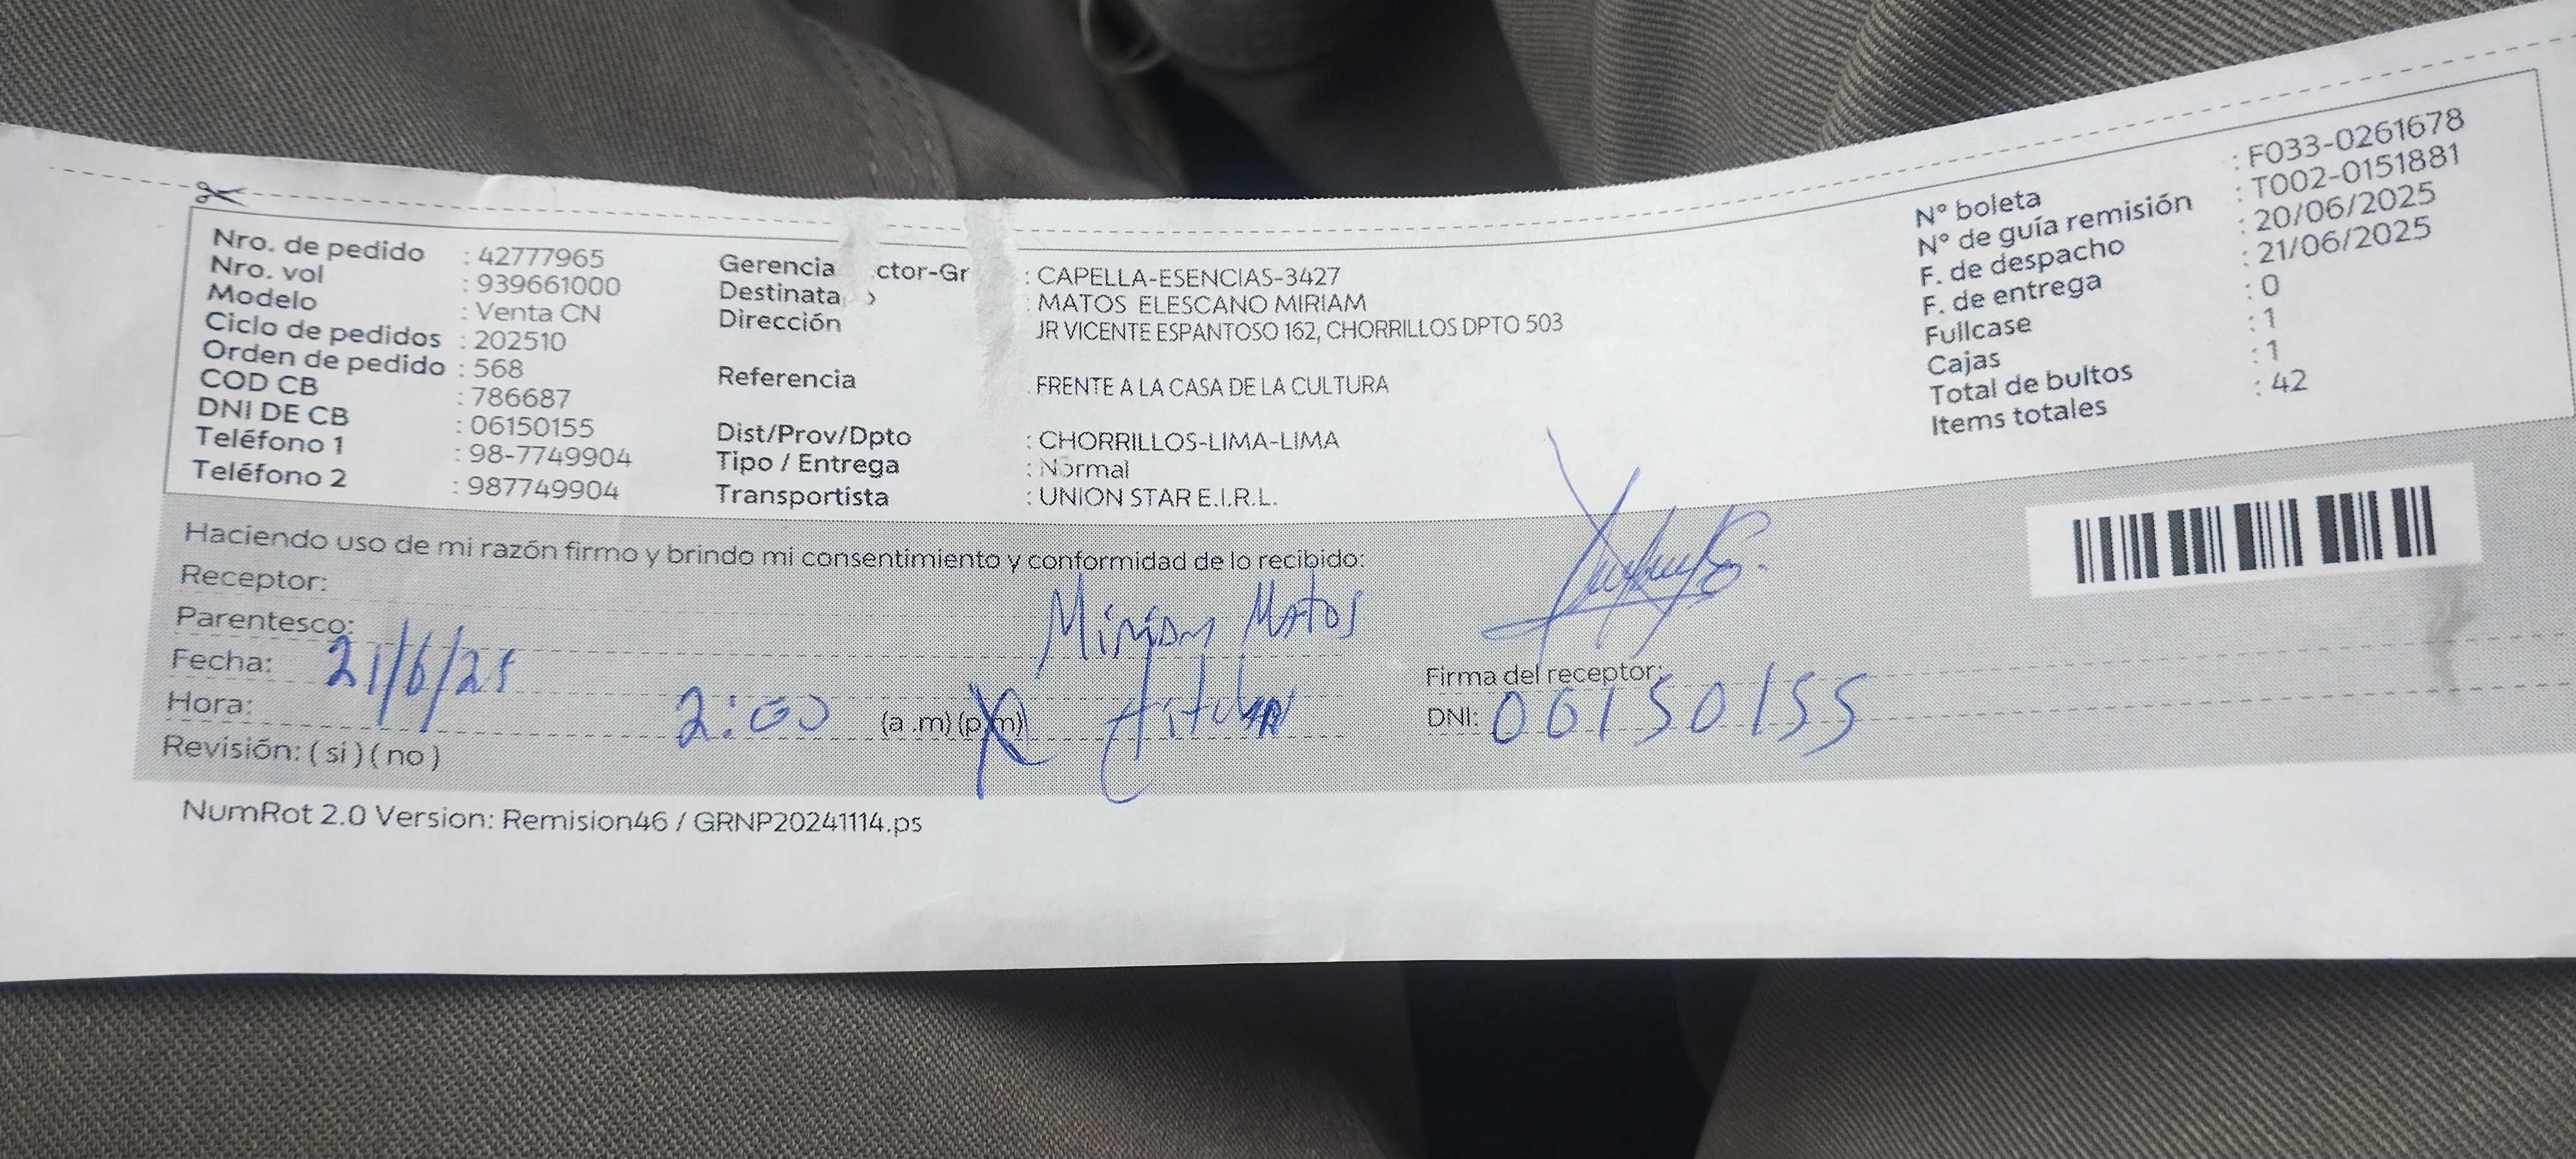 Nro. de pedido : 42777965
Nro. vol : 939661000
Modelo : Venta CN
Ciclo de pedidos : 202510
Orden de pedido : 568
COD CB : 786687
DNI DE CB : 06150155
Teléfono 1 : 98-7749904
Teléfono 2 : 987749904
Gerencia ctor-Gr : CAPELLA-ESENCIAS-3427
Destinata : MATOS ELESCANO MIRIAM
Dirección JR VICENTE ESPANTOSO 162, CHORRILLOS DPTO 503
Referencia FRENTE A LA CASA DE LA CULTURA
Dist/Prov/Dpto : CHORRILLOS-LIMA-LIMA
Tipo / Entrega : Normal
Transportista : UNION STAR E.I.R.L.
N° boleta : F033-0261678
N° de guía remisión : T002-0151881
F. de despacho : 20/06/2025
F. de entrega : 21/06/2025
Fullcase : 0
Cajas : 1
Total de bultos : 1
Items totales : 42
Haciendo uso de mi razón firmo y brindo mi consentimiento y conformidad de lo recibido:
Receptor: Miriam Matos
Parentesco: titular
Fecha: 21/6/25
Hora: 2:00 (a .m) (p.m)
Revisión: ( si ) ( no )
Firma del receptor:
DNI: 06150155
NumRot 2.0 Version: Remision46 / GRNP20241114.ps